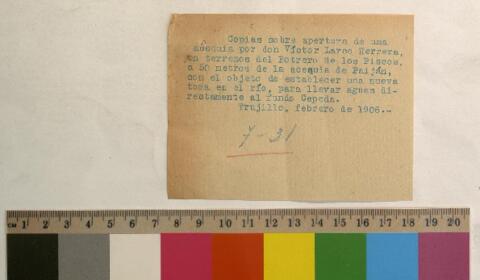 Copias sobre apertura de una
acequia por don Víctor Larco Herrera,
en terrenos del Potrero de los Piscos,
a 50 metros de la acequia de Paiján,
con el objeto de establecer una nueva
toma en el río, para llevar aguas di-
rectamente al fundo Cepeda.
Trujillo, febrero de 1906.-
7-31
CM 1 2 3 4 5 6 7 8 9 10 11 12 13 14 15 16 17 18 19 20